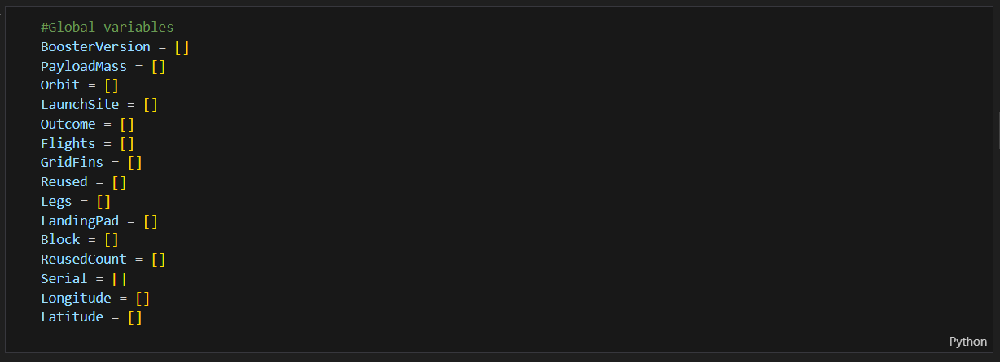 #Global variables
BoosterVersion = []
PayloadMass = []
Orbit = []
LaunchSite = []
Outcome = []
Flights = []
GridFins = []
Reused = []
Legs = []
LandingPad = []
Block = []
ReusedCount = []
Serial = []
Longitude = []
Latitude = []
Python